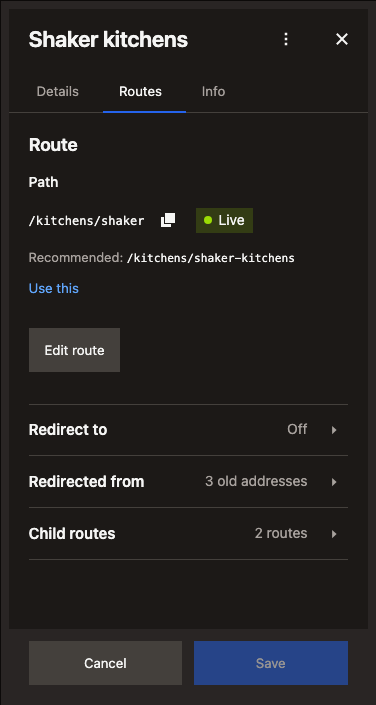 Shaker kitchens
Details Routes Info
Route
Path
/kitchens/shaker Live
Recommended: /kitchens/shaker-kitchens
Use this
Edit route
Redirect to Off
Redirected from 3 old addresses
Child routes 2 routes
Cancel Save